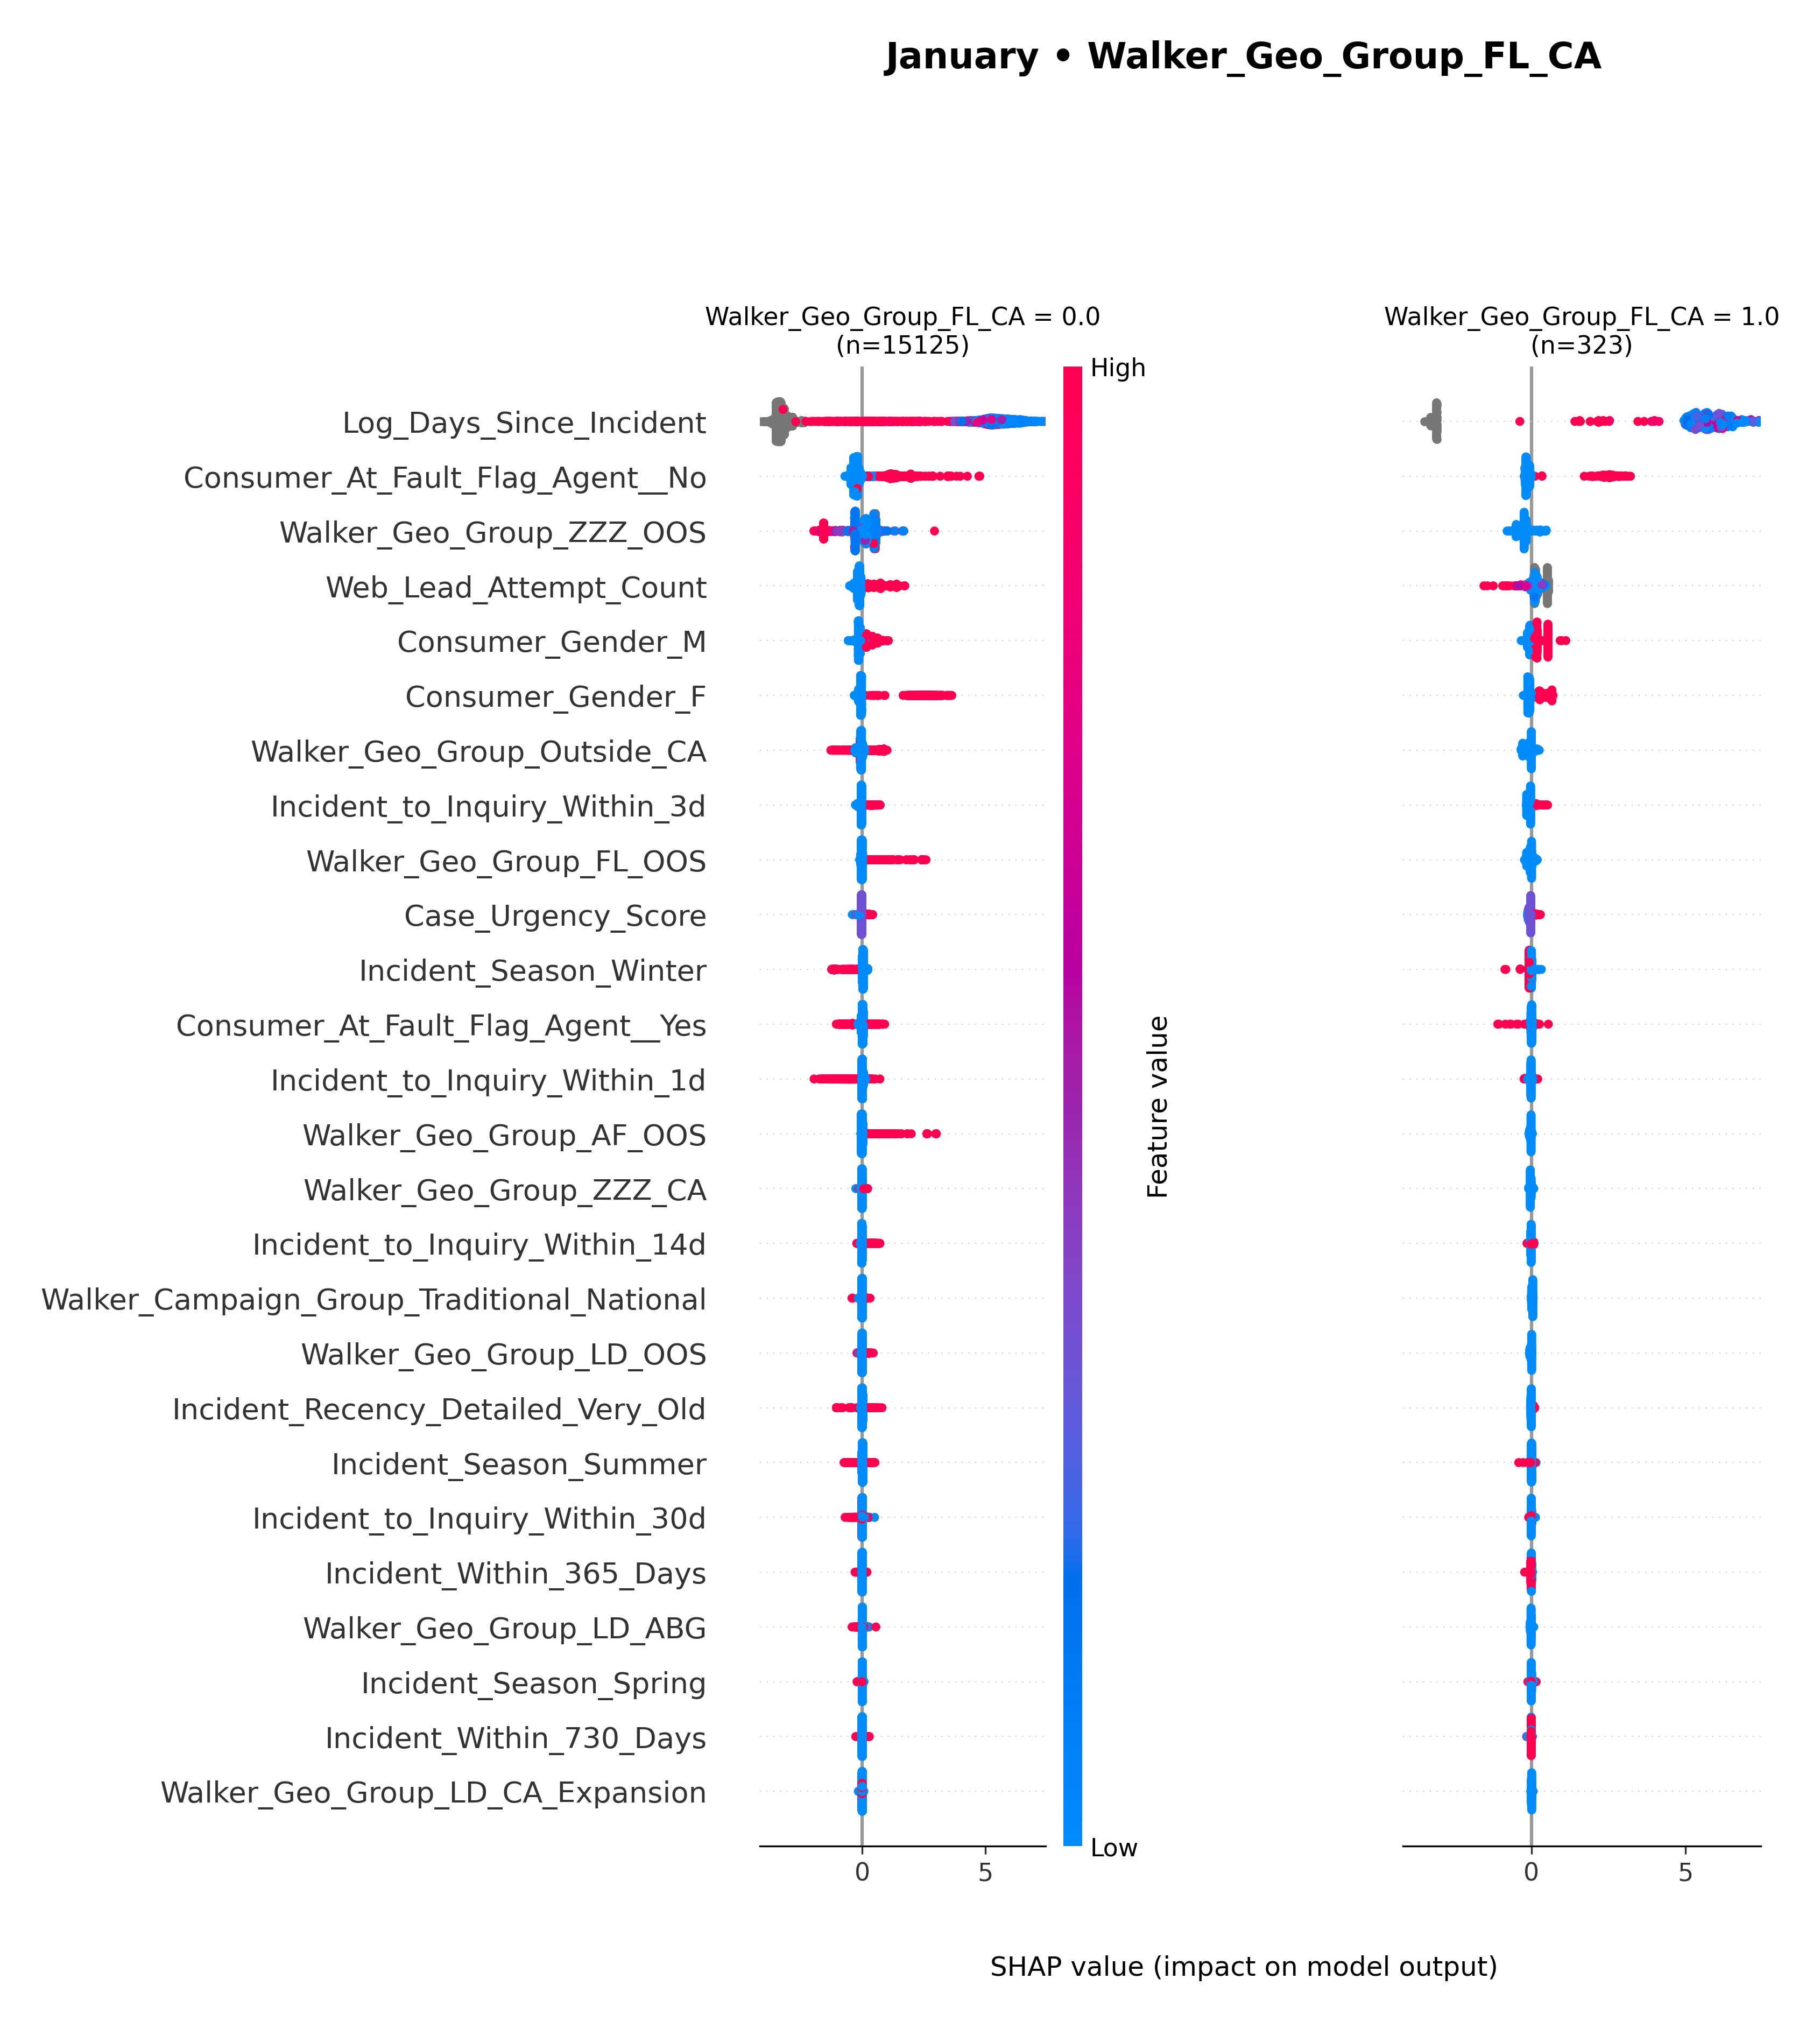 January • Walker_Geo_Group_FL_CA
Walker_Geo_Group_FL_CA = 0.0
(n=15125)
Walker_Geo_Group_FL_CA = 1.0
(n=323)
High
Log_Days_Since_Incident
Consumer_At_Fault_Flag_Agent__No
Walker_Geo_Group_ZZZ_OOS
Web_Lead_Attempt_Count
Consumer_Gender_M
Consumer_Gender_F
Walker_Geo_Group_Outside_CA
Incident_to_Inquiry_Within_3d
Walker_Geo_Group_FL_OOS
Case_Urgency_Score
Incident_Season_Winter
Consumer_At_Fault_Flag_Agent__Yes
Incident_to_Inquiry_Within_1d
Walker_Geo_Group_AF_OOS
Walker_Geo_Group_ZZZ_CA
Incident_to_Inquiry_Within_14d
Walker_Campaign_Group_Traditional_National
Walker_Geo_Group_LD_OOS
Incident_Recency_Detailed_Very_Old
Incident_Season_Summer
Incident_to_Inquiry_Within_30d
Incident_Within_365_Days
Walker_Geo_Group_LD_ABG
Incident_Season_Spring
Incident_Within_730_Days
Walker_Geo_Group_LD_CA_Expansion
Feature value
Low
0 5
0 5
SHAP value (impact on model output)